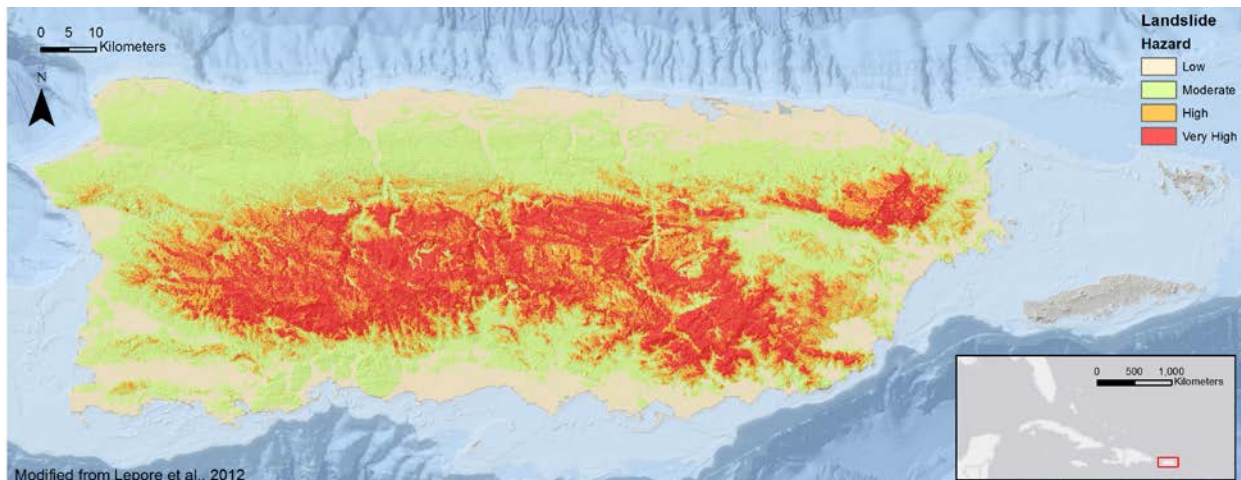 0 5 10
Kilometers
N
Landslide
Hazard
Low
Moderate
High
Very High
0 500 1,000
Kilometers
Modified from Lepore et al., 2012